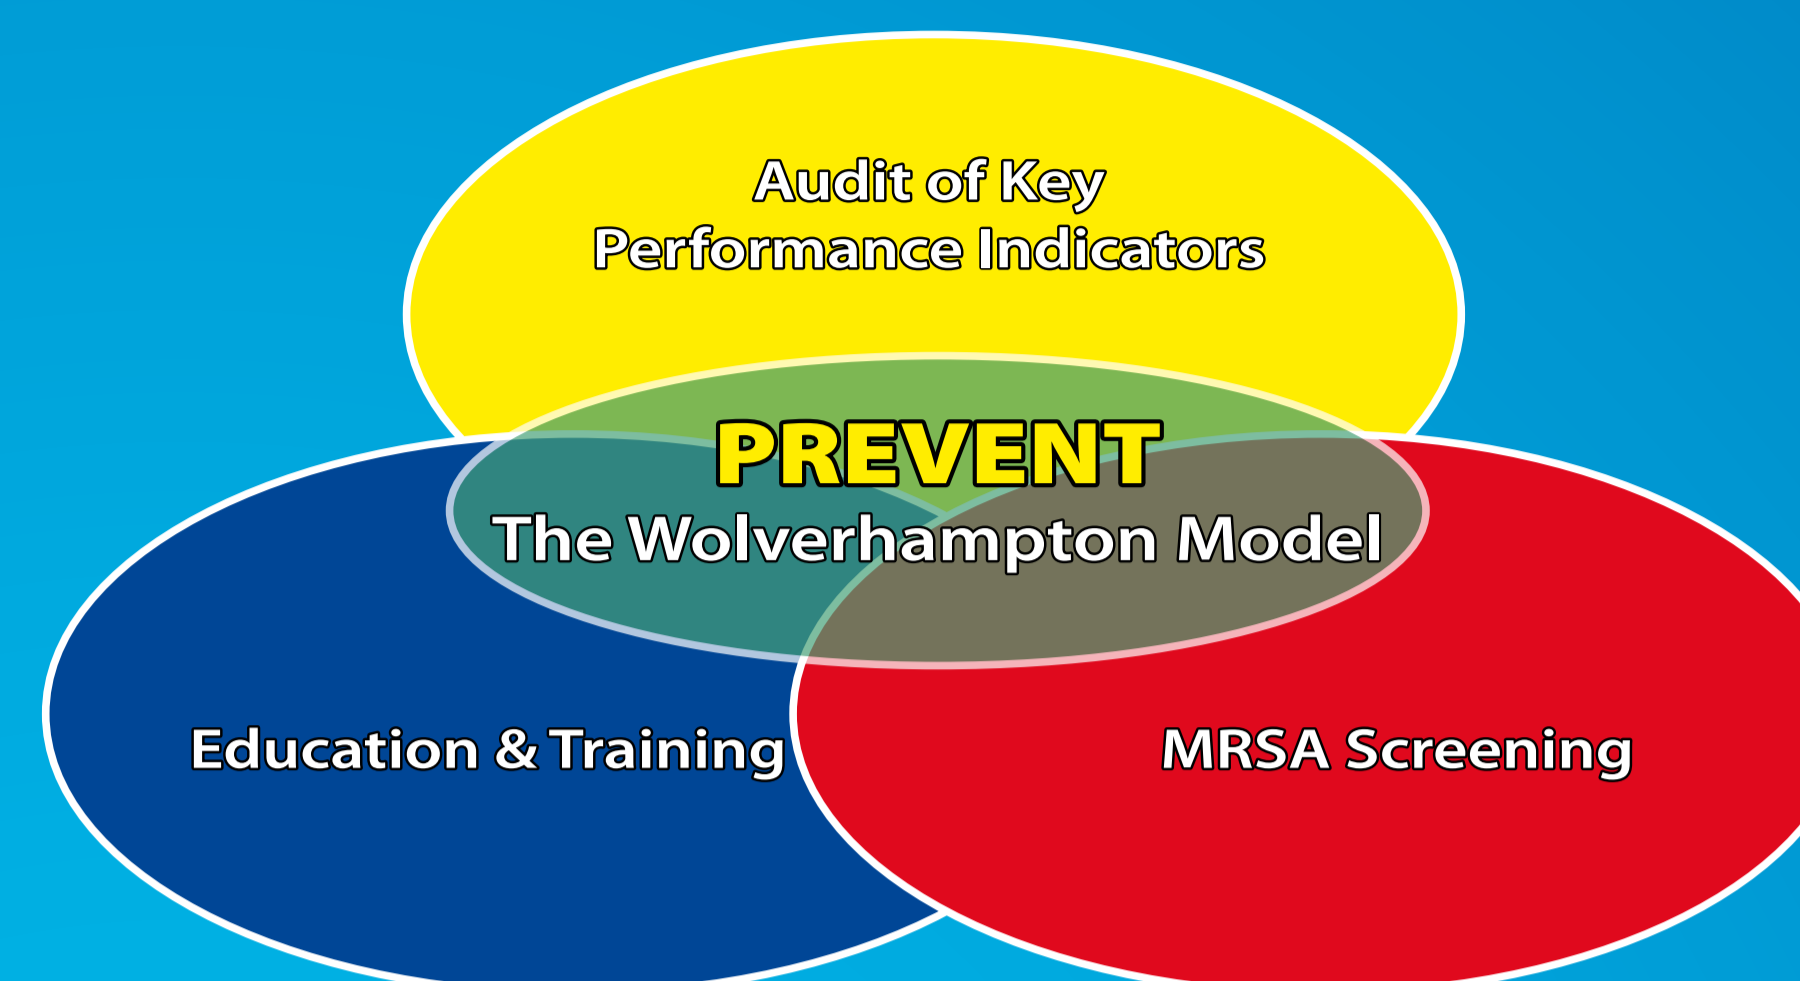 Audit of Key
Performance Indicators
PREVENT
The Wolverhampton Model
Education & Training
MRSA Screening